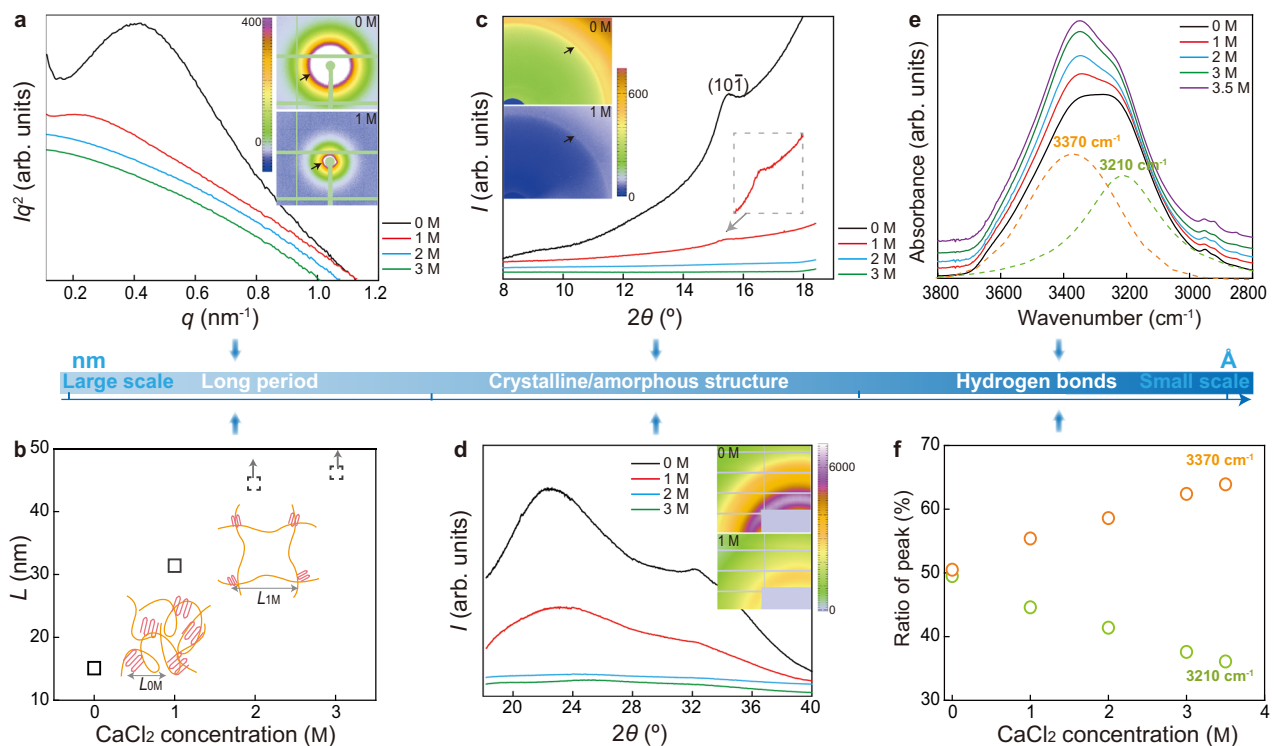 a
400
0
0 M
1 M
Iq² (arb. units)
0 M
1 M
2 M
3 M
0.2 0.4 0.6 0.8 1.0 1.2
q (nm⁻¹)
c
0 M
1 M
600
0
(101̄)
I (arb. units)
0 M
1 M
2 M
3 M
8 10 12 14 16 18 20
2θ (º)
e
0 M
1 M
2 M
3 M
3.5 M
3370 cm⁻¹
3210 cm⁻¹
Absorbance (arb. units)
3800 3600 3400 3200 3000 2800
Wavenumber (cm⁻¹)
nm
Å
Large scale Long period Crystalline/amorphous structure Hydrogen bonds Small scale
b
50
40
30
20
10
L (nm)
L0M
L1M
0 1 2 3
CaCl₂ concentration (M)
d
0 M
1 M
2 M
3 M
0 M
1 M
6000
0
I (arb. units)
20 24 28 32 36 40
2θ (º)
f
70
60
50
40
30
Ratio of peak (%)
3370 cm⁻¹
3210 cm⁻¹
0 1 2 3 4
CaCl₂ concentration (M)